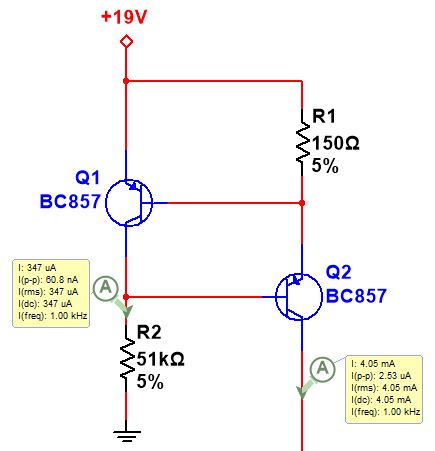 +19V
R1
150Ω
5%
Q1
BC857
Q2
BC857
I: 347 uA
I(p-p): 60.8 nA
I(rms): 347 uA
I(dc): 347 uA
I(freq): 1.00 kHz
A
R2
51kΩ
5%
A
I: 4.05 mA
I(p-p): 2.53 uA
I(rms): 4.05 mA
I(dc): 4.05 mA
I(freq): 1.00 kHz